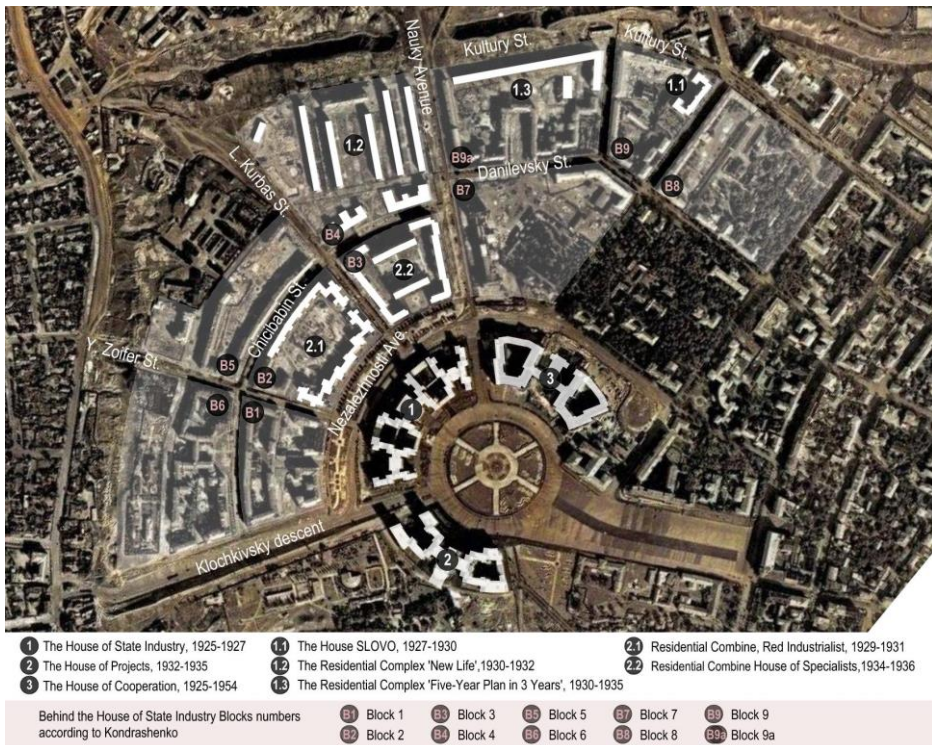 Nauky Avenue
Kultury St.
Kultury St.
1.1
1.3
1.2
B9a
B9
Danilevsky St.
L. Kurbas St.
B7
B8
B4
B3
2.2
Chicibabin St.
2.1
Y. Zoifer St.
B5
B2
Nezalezhnosti Ave
3
B6
B1
1
Klochkivsky descent
2
1 The House of State Industry, 1925-1927
2 The House of Projects, 1932-1935
3 The House of Cooperation, 1925-1954
1.1 The House SLOVO, 1927-1930
1.2 The Residential Complex 'New Life',1930-1932
1.3 The Residential Complex 'Five-Year Plan in 3 Years', 1930-1935
2.1 Residential Combine, Red Industrialist, 1929-1931
2.2 Residential Combine House of Specialists,1934-1936
Behind the House of State Industry Blocks numbers
according to Kondrashenko
B1 Block 1
B2 Block 2
B3 Block 3
B4 Block 4
B5 Block 5
B6 Block 6
B7 Block 7
B8 Block 8
B9 Block 9
B9a Block 9a